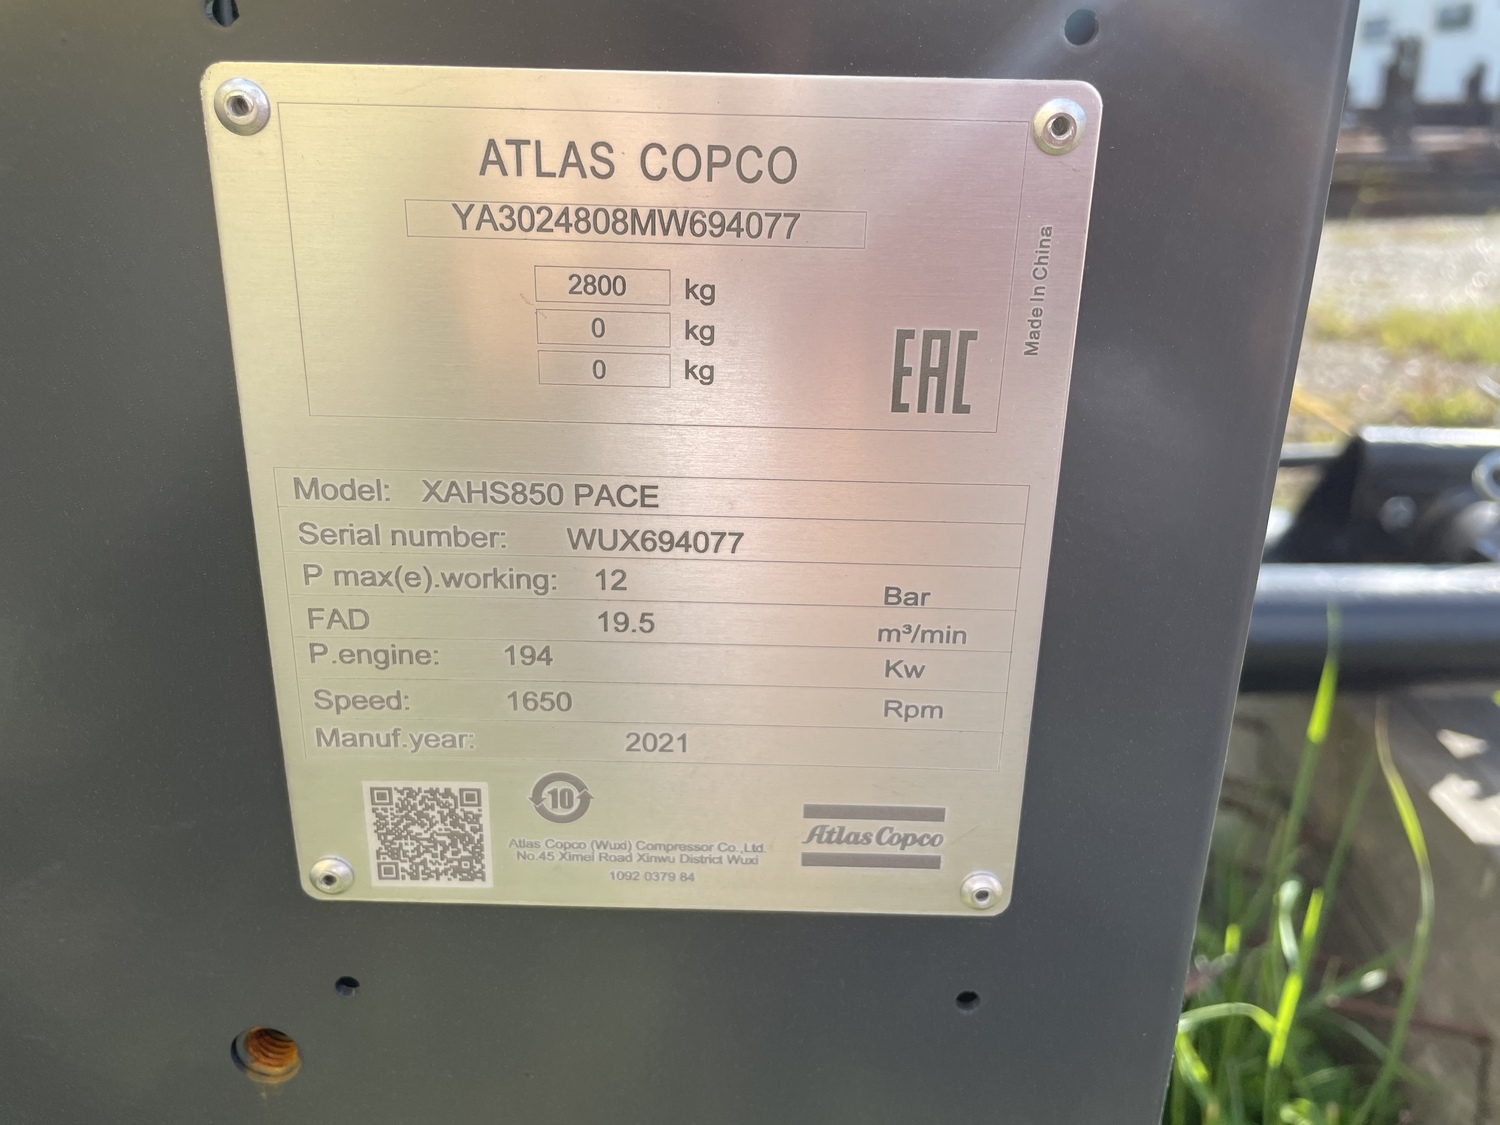 ATLAS COPCO
YA3024808MW694077
2800 kg
0 kg
0 kg
EAC
Made In China
Model: XAHS850 PACE
Serial number: WUX694077
P max(e).working: 12 Bar
FAD 19.5 m³/min
P.engine: 194 Kw
Speed: 1650 Rpm
Manuf.year: 2021
10
Atlas Copco (Wuxi) Compressor Co.,Ltd.
No.45 Ximei Road Xinwu District Wuxi
1092 0379 84
Atlas Copco